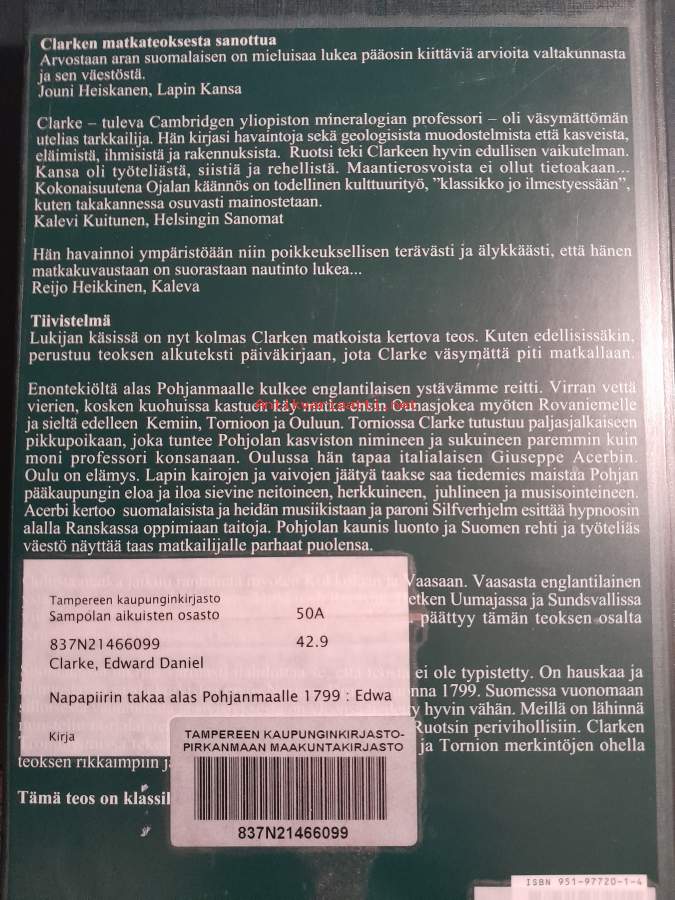 Clarken matkateoksesta sanottua
Arvostaan aran suomalaisen on mieluisaa lukea pääosin kiittäviä arvioita valtakunnasta
ja sen väestöstä.
Jouni Heiskanen, Lapin Kansa
Clarke – tuleva Cambridgen yliopiston mineralogian professori – oli väsymättömän
utelias tarkkailija. Hän kirjasi havaintoja sekä geologisista muodostelmista että kasveista,
eläimistä, ihmisistä ja rakennuksista. Ruotsi teki Clarkeen hyvin edullisen vaikutelman.
Kansa oli työteliästä, siistiä ja rehellistä. Maantierosvoista ei ollut tietoakaan...
Kokonaisuutena Ojalan käännös on todellinen kulttuurityö, ”klassikko jo ilmestyessään”,
kuten takakannessa osuvasti mainostetaan.
Kalevi Kuitunen, Helsingin Sanomat
Hän havainnoi ympäristöään niin poikkeuksellisen terävästi ja älykkäästi, että hänen
matkakuvaustaan on suorastaan nautinto lukea...
Reijo Heikkinen, Kaleva
Tiivistelmä
Lukijan käsissä on nyt kolmas Clarken matkoista kertova teos. Kuten edellisissäkin,
perustuu teoksen alkuteksti päiväkirjaan, jota Clarke väsymättä piti matkallaan.
Enontekiöltä alas Pohjanmaalle kulkee englantilaisen ystävämme reitti. Virran vettä
vierien, kosken kuohuissa kastuen käy matka ensin Ounasjokea myöten Rovaniemelle
ja sieltä edelleen Kemiin, Tornioon ja Ouluun. Torniossa Clarke tutustuu paljasjalkaiseen
pikkupoikaan, joka tuntee Pohjolan kasviston nimineen ja sukuineen paremmin kuin
moni professori konsanaan. Oulussa hän tapaa italialaisen Giuseppe Acerbin.
Oulu on elämys. Lapin kairojen ja vaivojen jäätyä taakse saa tiedemies maistaa Pohjan
pääkaupungin eloa ja iloa sievine neitoineen, herkkuineen, juhlineen ja musisointeineen.
Acerbi kertoo suomalaisista ja heidän musiikistaan ja paroni Silfverhjelm esittää hypnoosin
alalla Ranskassa oppimiaan taitoja. Pohjolan kaunis luonto ja Suomen rehti ja työteliäs
väestö näyttää taas matkailijalle parhaat puolensa.
Vaasaan. Vaasasta englantilainen
Uumajassa ja Sundsvallissa
päättyy tämän teoksen osalta
ei ole typistetty. On hauskaa ja
1799. Suomessa vuonomaan
hyvin vähän. Meillä on lähinnä
Ruotsin perivihollisiin. Clarken
ja Tornion merkintöjen ohella
teoksen rikkaimpiin
Tämä teos on
Tampereen kaupunginkirjasto
Sampolan aikuisten osasto 50A
837N21466099 42.9
Clarke, Edward Daniel
Napapiirin takaa alas Pohjanmaalle 1799 : Edwa
Kirja
TAMPEREEN KAUPUNGINKIRJASTO-
PIRKANMAAN MAAKUNTAKIRJASTO
837N21466099
ISBN 951-97720-1-4